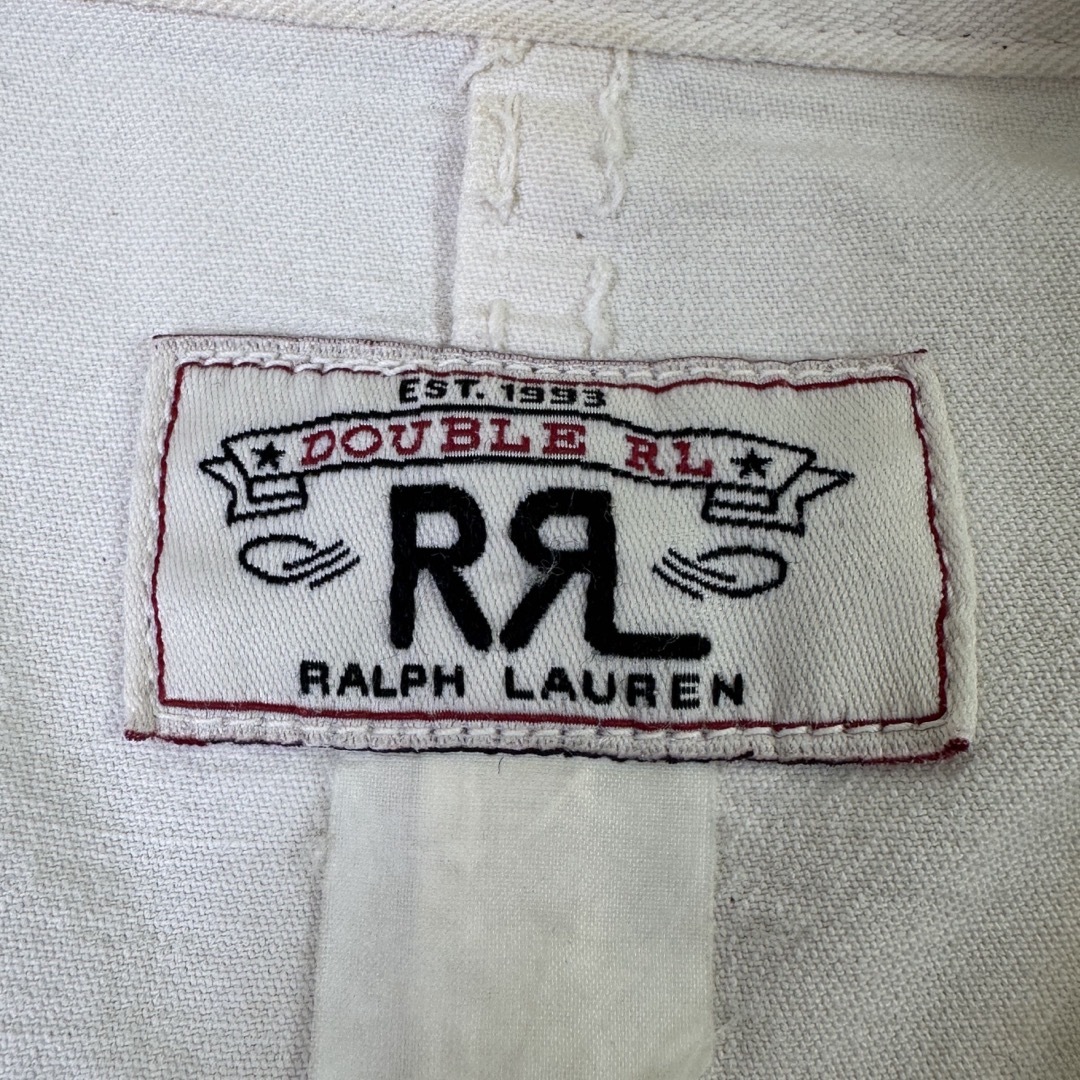 EST. 1993
DOUBLE RL
RRL
RALPH LAUREN